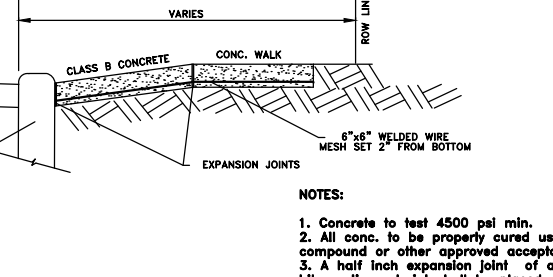 VARIES
ROW LIN
CLASS B CONCRETE
CONC. WALK
6"x6" WELDED WIRE
MESH SET 2" FROM BOTTOM
EXPANSION JOINTS
NOTES:
1. Concrete to test 4500 psi min.
2. All conc. to be properly cured us
compound or other approved accepta
3. A half inch expansion joint of a